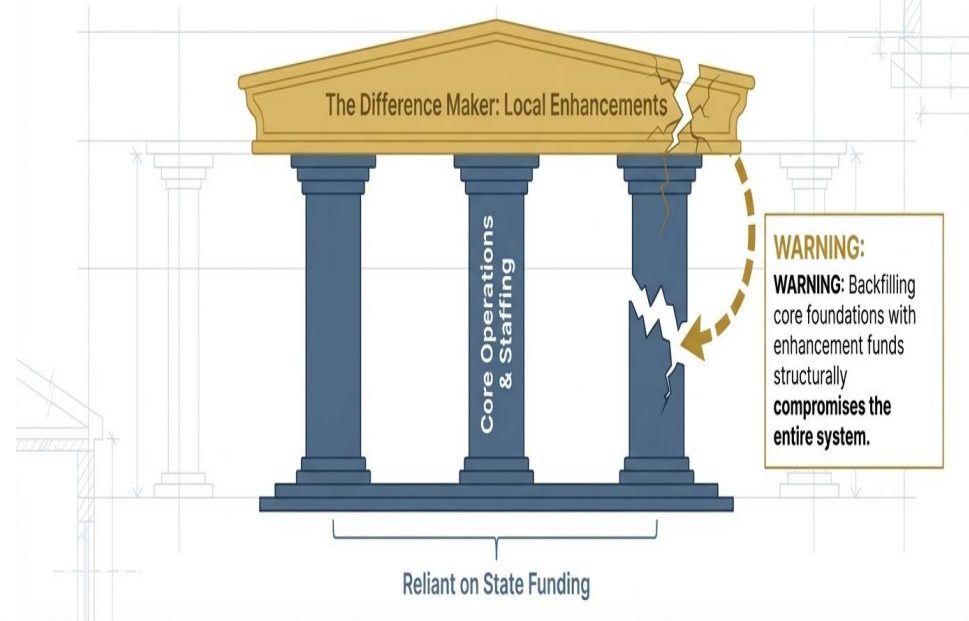 The Difference Maker: Local Enhancements
Core Operations
& Staffing
WARNING:
WARNING: Backfilling
core foundations with
enhancement funds
structurally
compromises the
entire system.
Reliant on State Funding